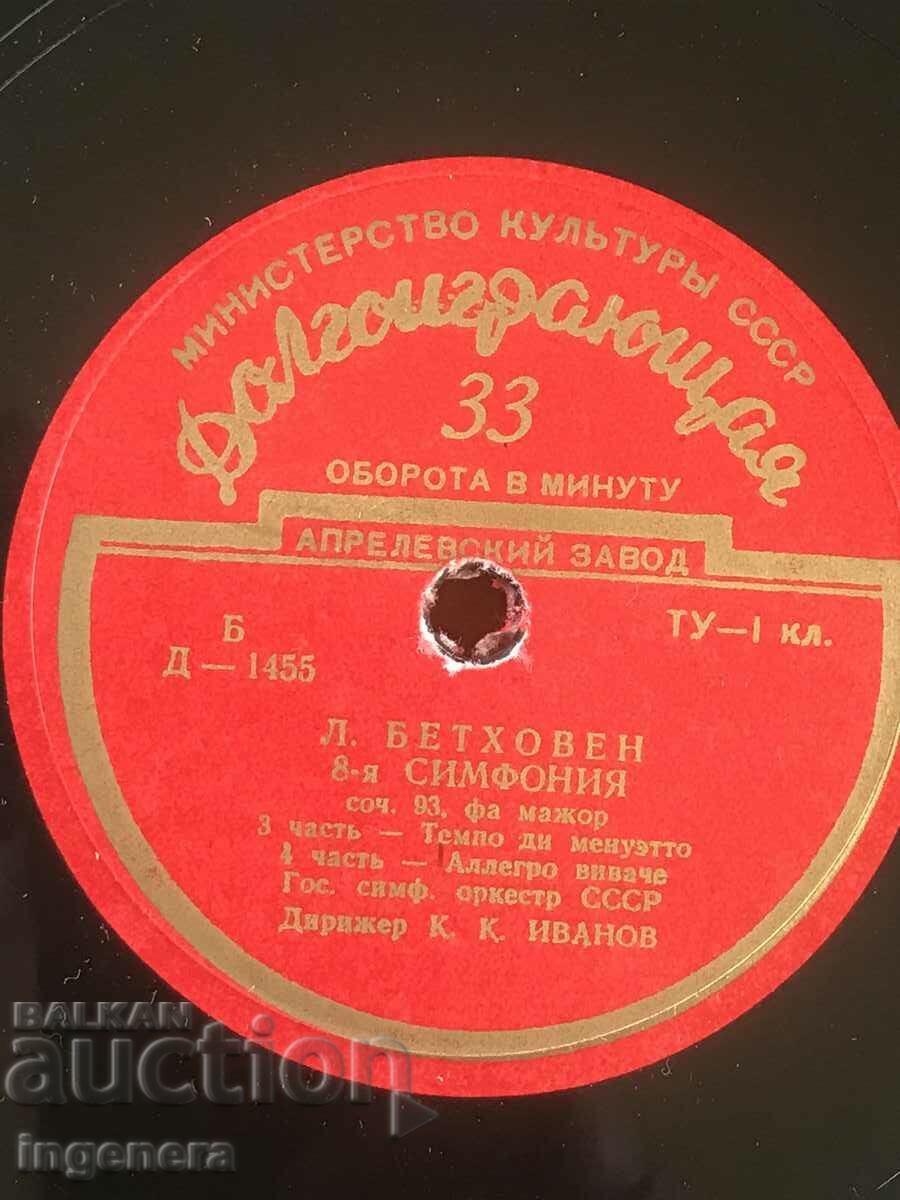 МИНИСТЕРСТВО КУЛЬТУРЫ СССР
Долгоиграющая
33
ОБОРОТА В МИНУТУ
АПРЕЛЕВСКИЙ ЗАВОД
Б
Д — 1455
ТУ—1 кл.
Л. БЕТХОВЕН
8-я СИМФОНИЯ
соч. 93, фа мажор
3 часть — Темпо ди менуэтто
4 часть — Аллегро виваче
Гос. симф. оркестр СССР
Дирижер К. К. ИВАНОВ
BALKAN
auction
ingenera